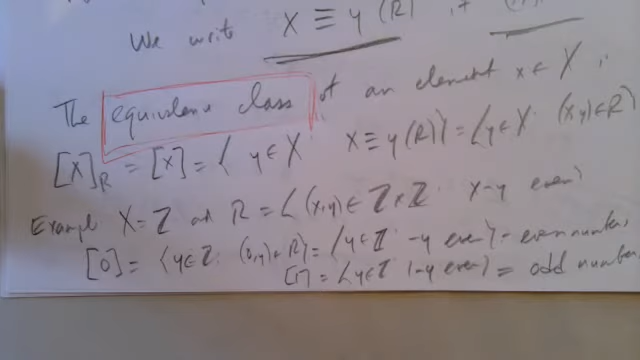 We write x ≡ y (R) if
The equivalence class of an element x ∈ X is
[x]_R = [x] = { y ∈ X : x ≡ y (R) } = { y ∈ X : (x,y) ∈ R }
Example X = ℤ and R = { (x,y) ∈ ℤ × ℤ : x-y even }
[0] = { y ∈ ℤ : (0,y) ∈ R } = { y ∈ ℤ : -y even } = even numbers
[1] = { y ∈ ℤ : 1-y even } = odd numbers